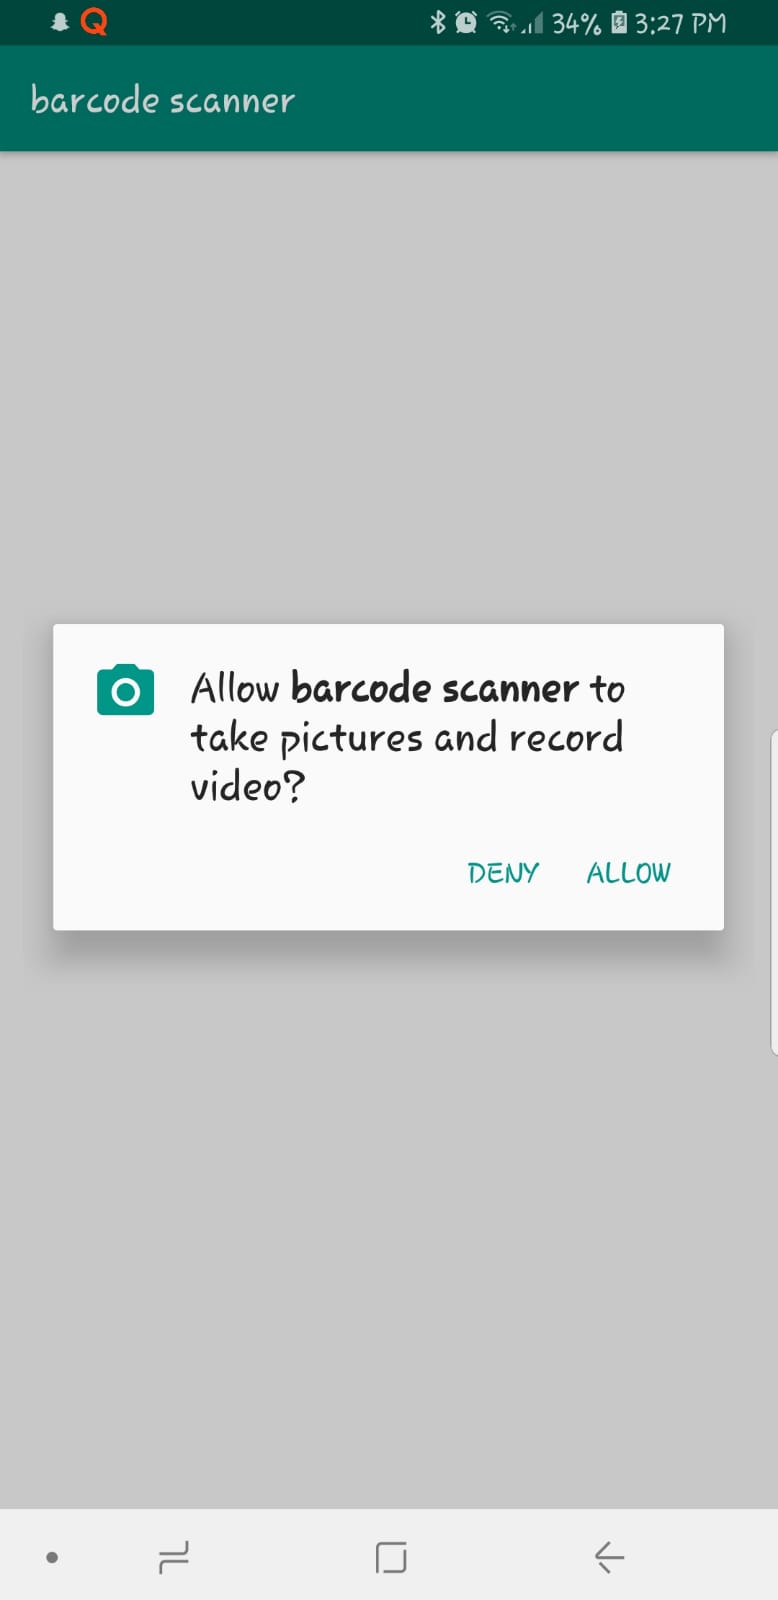 34% 3:27 PM
barcode scanner
Allow barcode scanner to
take pictures and record
video?
DENY ALLOW